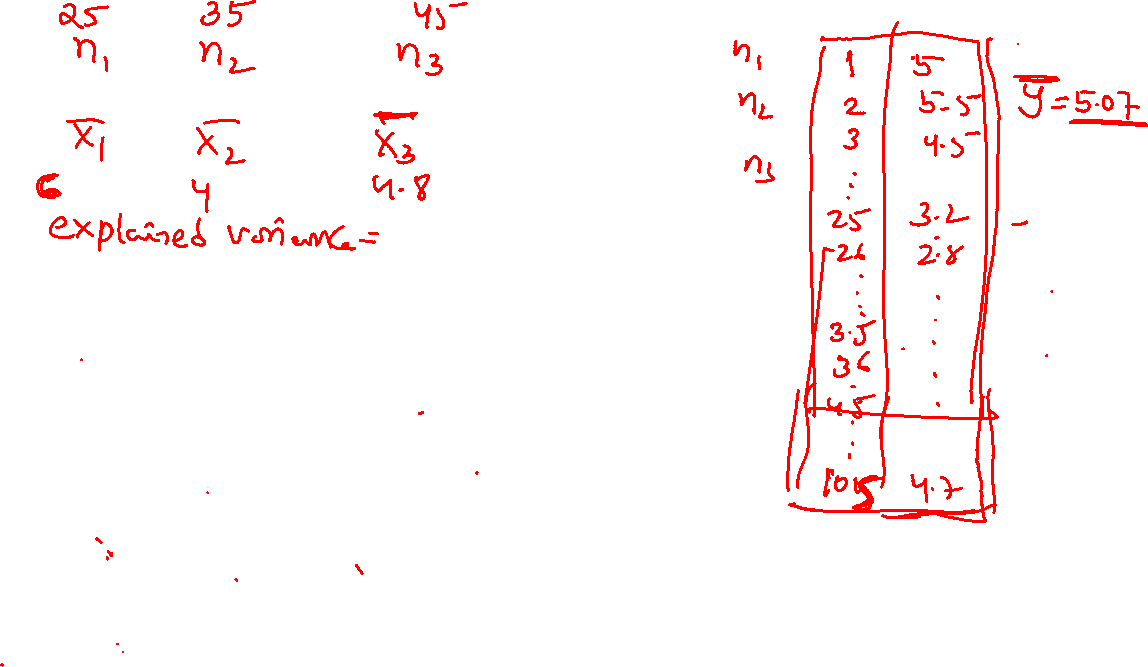 25 35 45
n₁ n₂ n₃
x̄₁ x̄₂ x̄₃
6 4 4.8
explained variance =
n₁ 1 5
n₂ 2 5.5
3 4.5
n₃
25 3.2
26 2.8
3.5
36
45
105 4.7
ȳ = 5.07